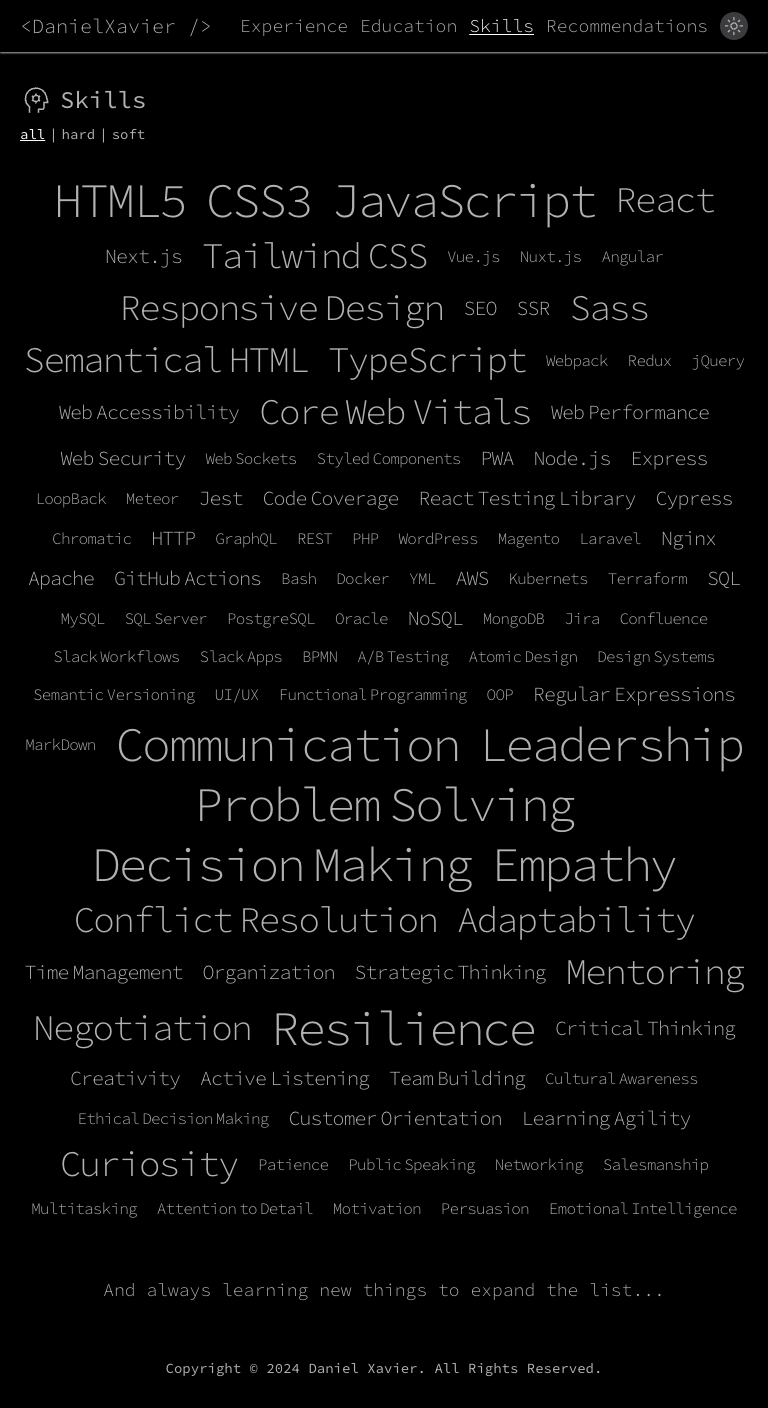 <DanielXavier /> Experience Education Skills Recommendations
Skills
all | hard | soft
HTML5 CSS3 JavaScript React
Next.js Tailwind CSS Vue.js Nuxt.js Angular
Responsive Design SEO SSR Sass
Semantical HTML TypeScript Webpack Redux jQuery
Web Accessibility Core Web Vitals Web Performance
Web Security Web Sockets Styled Components PWA Node.js Express
LoopBack Meteor Jest Code Coverage React Testing Library Cypress
Chromatic HTTP GraphQL REST PHP WordPress Magento Laravel Nginx
Apache GitHub Actions Bash Docker YML AWS Kubernets Terraform SQL
MySQL SQL Server PostgreSQL Oracle NoSQL MongoDB Jira Confluence
Slack Workflows Slack Apps BPMN A/B Testing Atomic Design Design Systems
Semantic Versioning UI/UX Functional Programming OOP Regular Expressions
MarkDown Communication Leadership
Problem Solving
Decision Making Empathy
Conflict Resolution Adaptability
Time Management Organization Strategic Thinking Mentoring
Negotiation Resilience Critical Thinking
Creativity Active Listening Team Building Cultural Awareness
Ethical Decision Making Customer Orientation Learning Agility
Curiosity Patience Public Speaking Networking Salesmanship
Multitasking Attention to Detail Motivation Persuasion Emotional Intelligence
And always learning new things to expand the list...
Copyright © 2024 Daniel Xavier. All Rights Reserved.